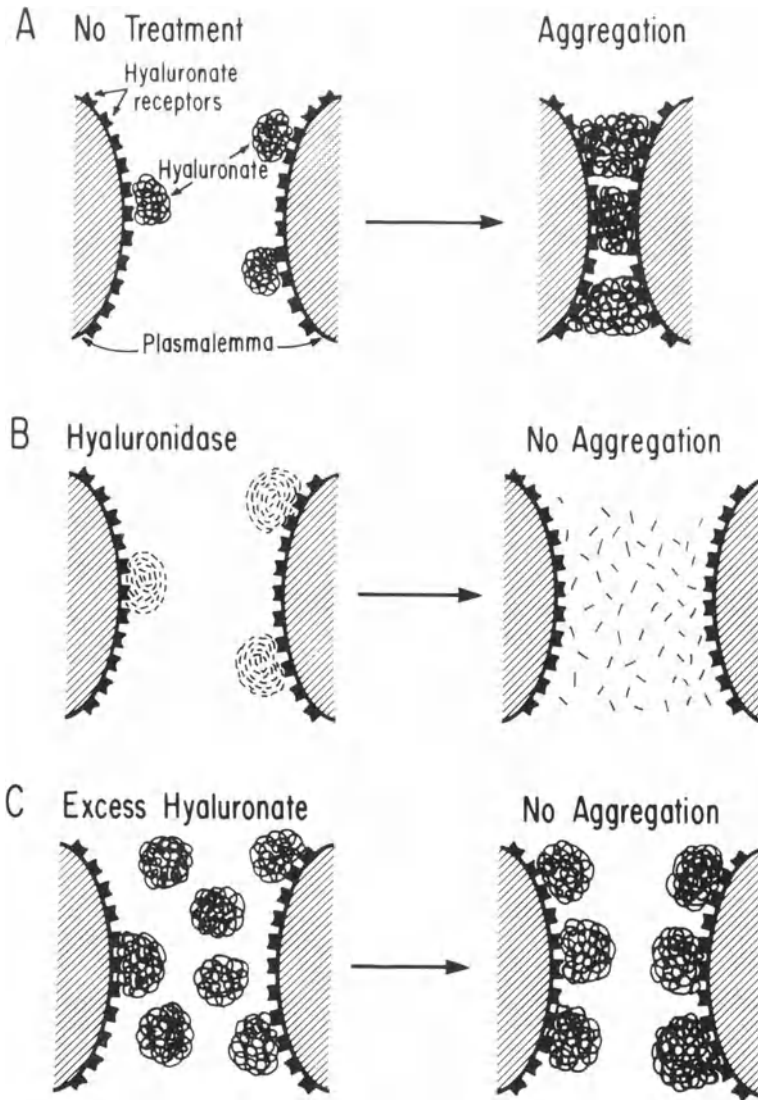 A No Treatment
Aggregation
Hyaluronate
receptors
Hyaluronate
Plasmalemma
B Hyaluronidase
No Aggregation
C Excess Hyaluronate
No Aggregation